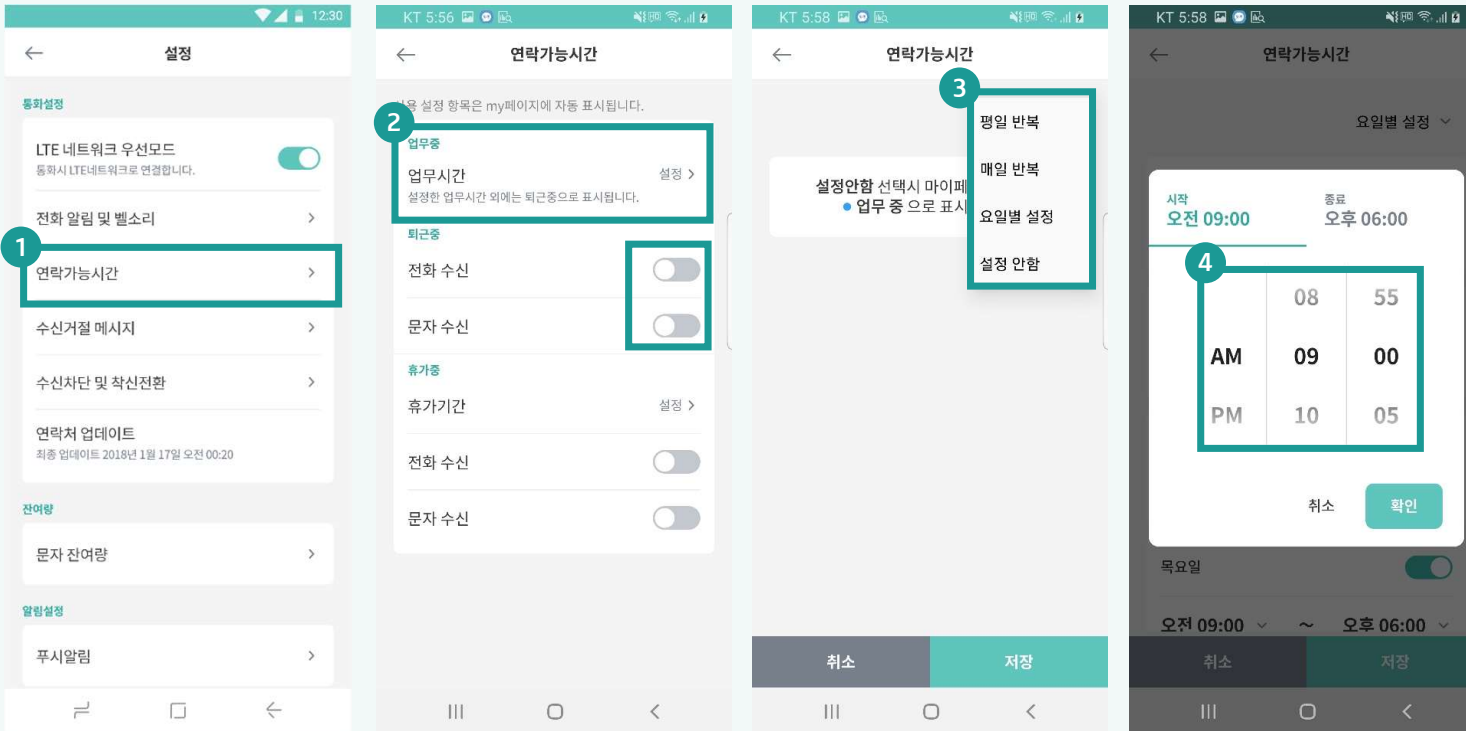 12:30
설정
통화설정
LTE 네트워크 우선모드
통화시 LTE네트워크로 연결합니다.
전화 알림 및 벨소리
1
연락가능시간
수신거절 메시지
수신차단 및 착신전환
연락처 업데이트
최종 업데이트 2018년 1월 17일 오전 00:20
잔여량
문자 잔여량
알림설정
푸시알림
KT 5:56
연락가능시간
용 설정 항목은 my페이지에 자동 표시됩니다.
2
업무중
업무시간
설정
설정한 업무시간 외에는 퇴근중으로 표시됩니다.
퇴근중
전화 수신
문자 수신
휴가중
휴가기간
설정
전화 수신
문자 수신
KT 5:58
연락가능시간
3
평일 반복
매일 반복
요일별 설정
설정 안함
설정안함 선택시 마이페
업무 중 으로 표시
취소
저장
KT 5:58
연락가능시간
요일별 설정
시작
종료
오전 09:00
오후 06:00
4
08 55
AM 09 00
PM 10 05
취소
확인
목요일
오전 09:00 ~ 오후 06:00
취소
저장